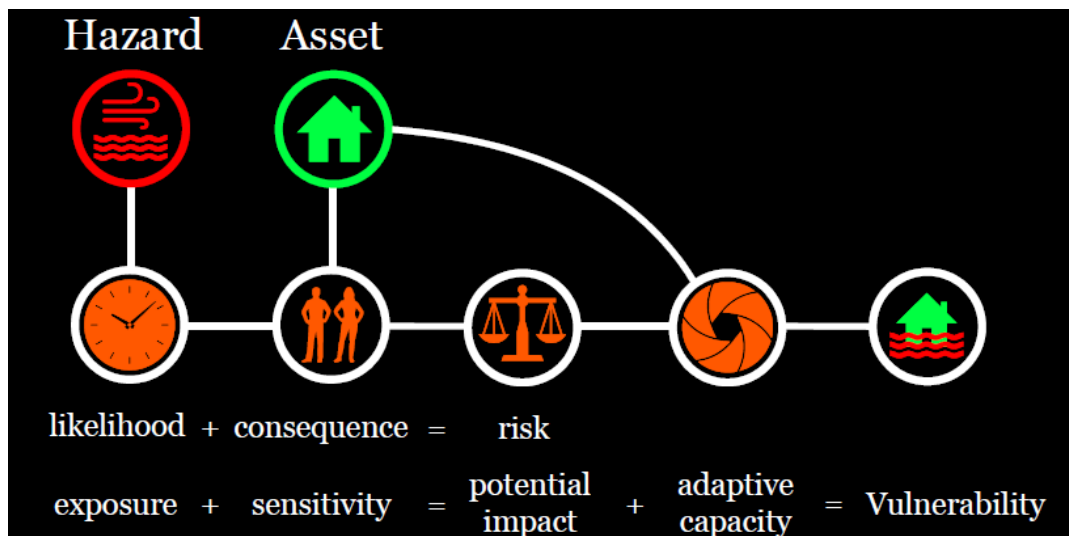 Hazard Asset
likelihood + consequence = risk
exposure + sensitivity = potential impact + adaptive capacity = Vulnerability